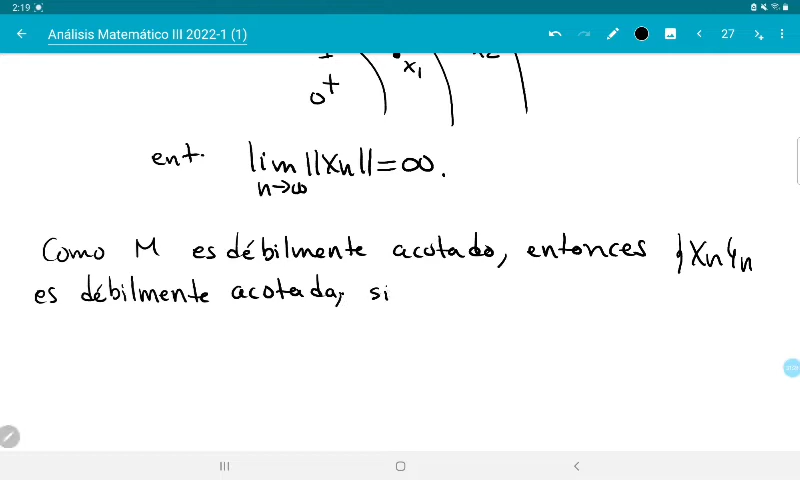 2:19
Análisis Matemático III 2022-1 (1)
27
x₁
0
ent. lim ||Xn|| = ∞.
n→∞
Como M es débilmente acotado, entonces {Xn}n
es débilmente acotada, si